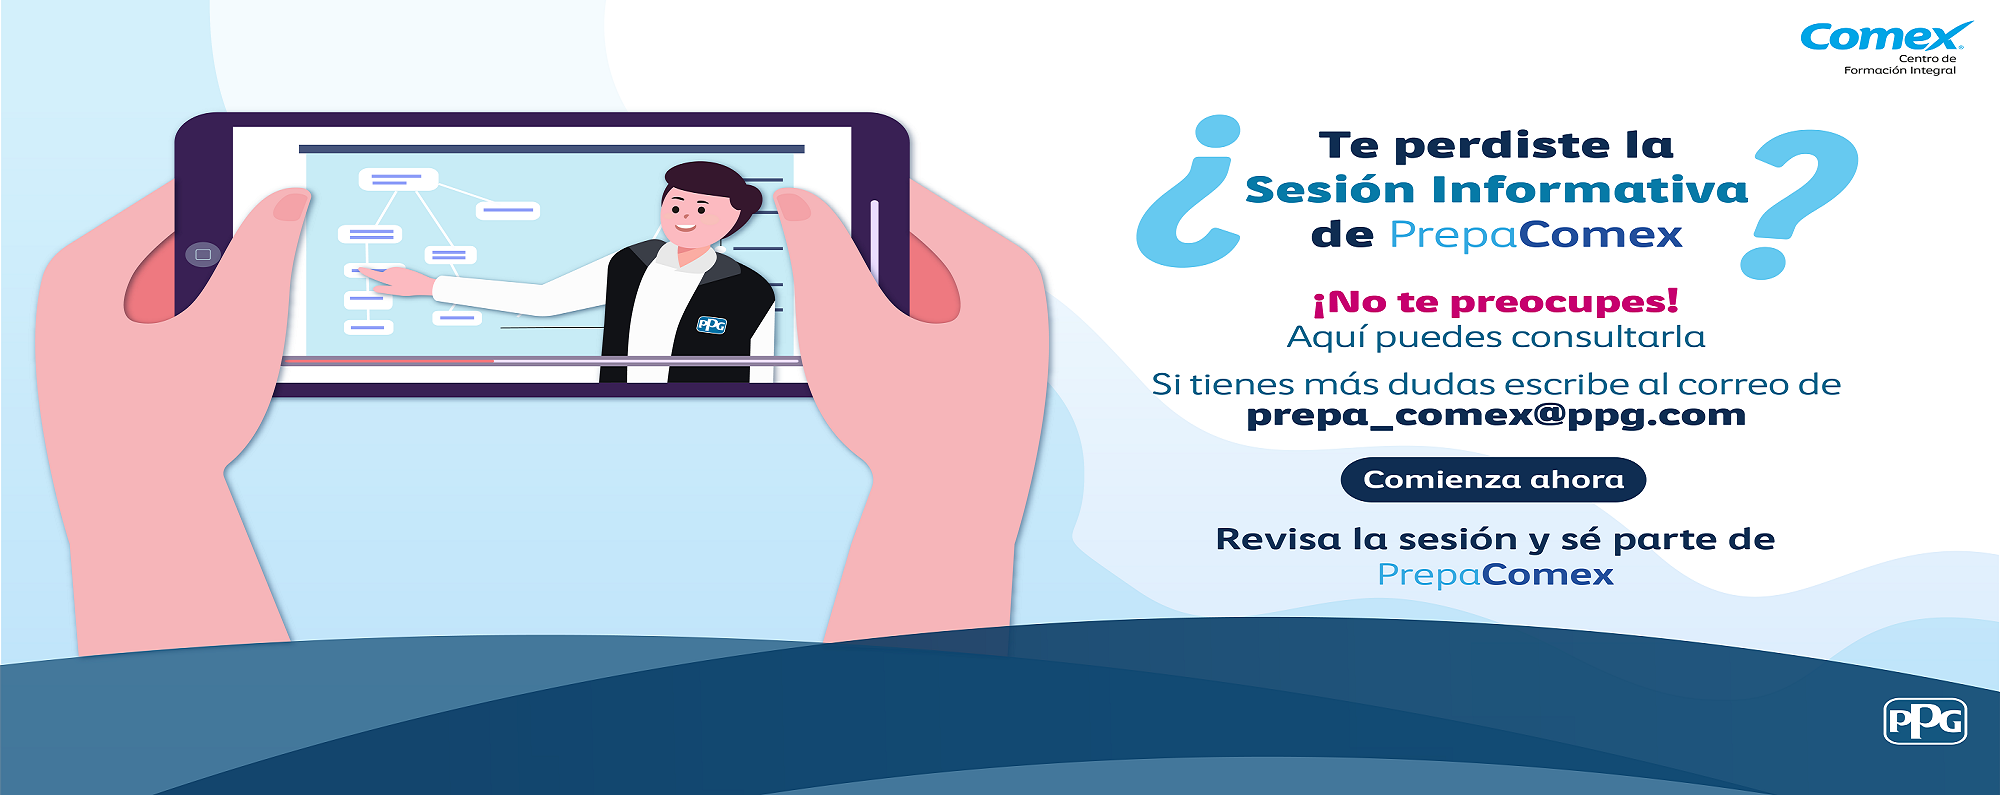 Comex
Centro de
Formación Integral
¿Te perdiste la
Sesión Informativa
de PrepaComex?
¡No te preocupes!
Aquí puedes consultarla
Si tienes más dudas escribe al correo de
prepa_comex@ppg.com
Comienza ahora
Revisa la sesión y sé parte de
PrepaComex
PPG
PPG